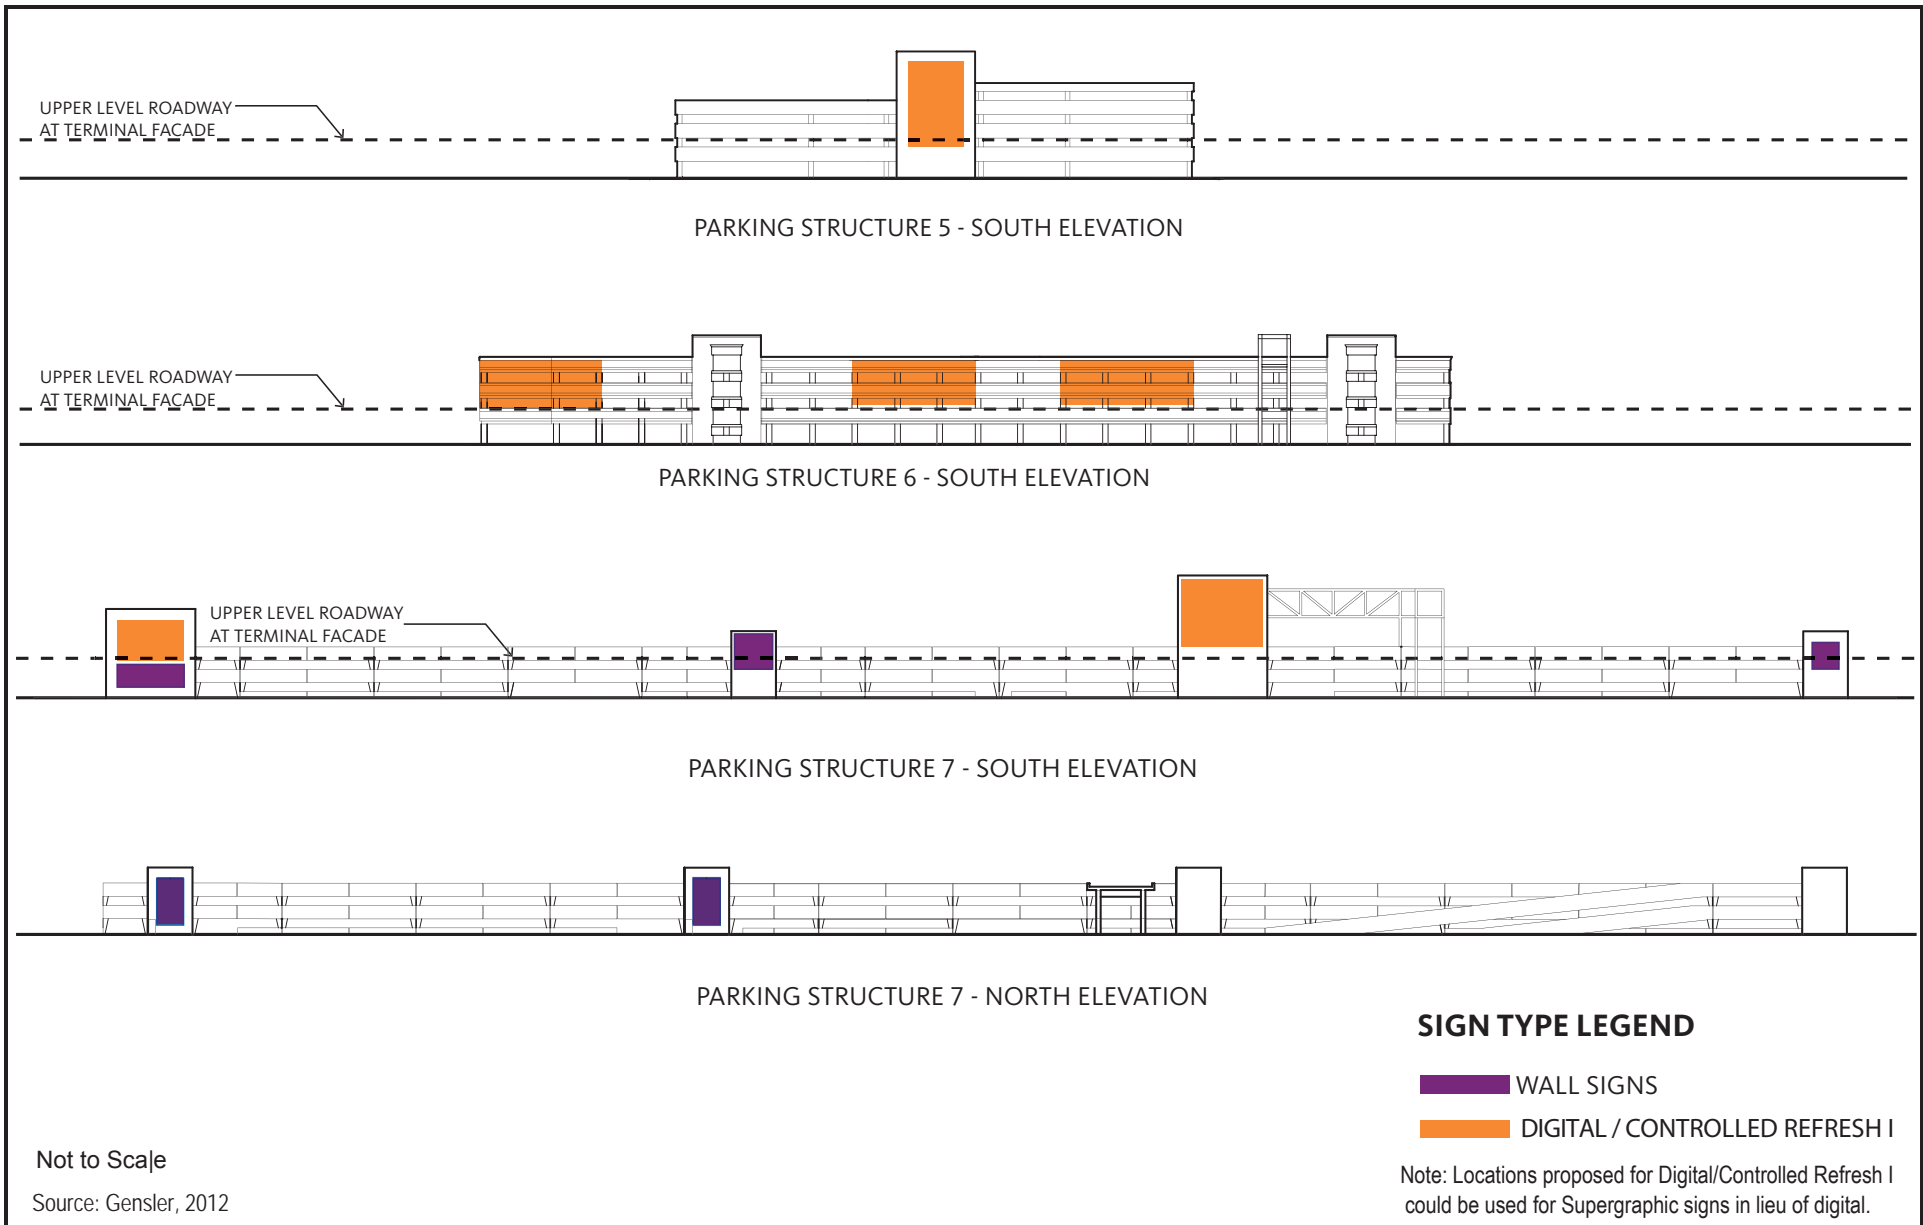 UPPER LEVEL ROADWAY
AT TERMINAL FACADE
PARKING STRUCTURE 5 - SOUTH ELEVATION
UPPER LEVEL ROADWAY
AT TERMINAL FACADE
PARKING STRUCTURE 6 - SOUTH ELEVATION
UPPER LEVEL ROADWAY
AT TERMINAL FACADE
PARKING STRUCTURE 7 - SOUTH ELEVATION
PARKING STRUCTURE 7 - NORTH ELEVATION
SIGN TYPE LEGEND
WALL SIGNS
DIGITAL / CONTROLLED REFRESH I
Not to Scale
Source: Gensler, 2012
Note: Locations proposed for Digital/Controlled Refresh I
could be used for Supergraphic signs in lieu of digital.